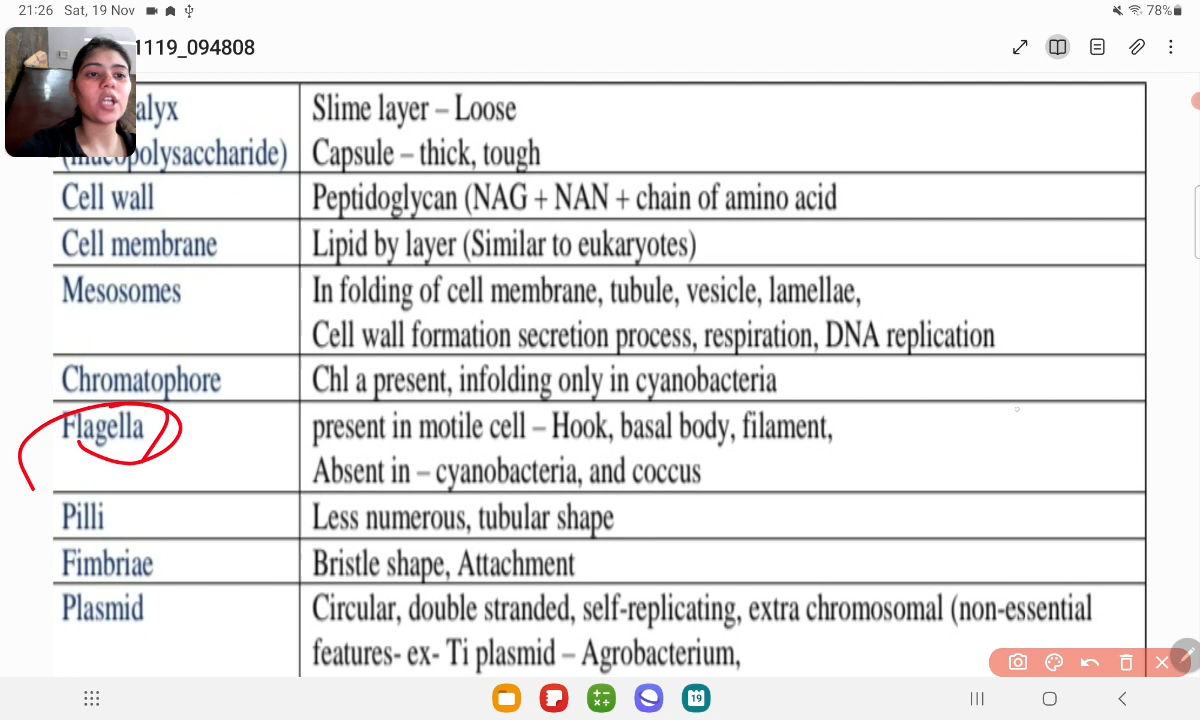 21:26 Sat, 19 Nov
78%
1119_094808
alyx
Slime layer – Loose
(mucopolysaccharide)
Capsule – thick, tough
Cell wall
Peptidoglycan (NAG + NAN + chain of amino acid
Cell membrane
Lipid by layer (Similar to eukaryotes)
Mesosomes
In folding of cell membrane, tubule, vesicle, lamellae,
Cell wall formation secretion process, respiration, DNA replication
Chromatophore
Chl a present, infolding only in cyanobacteria
Flagella
present in motile cell – Hook, basal body, filament,
Absent in – cyanobacteria, and coccus
Pilli
Less numerous, tubular shape
Fimbriae
Bristle shape, Attachment
Plasmid
Circular, double stranded, self-replicating, extra chromosomal (non-essential
features- ex- Ti plasmid – Agrobacterium,
19